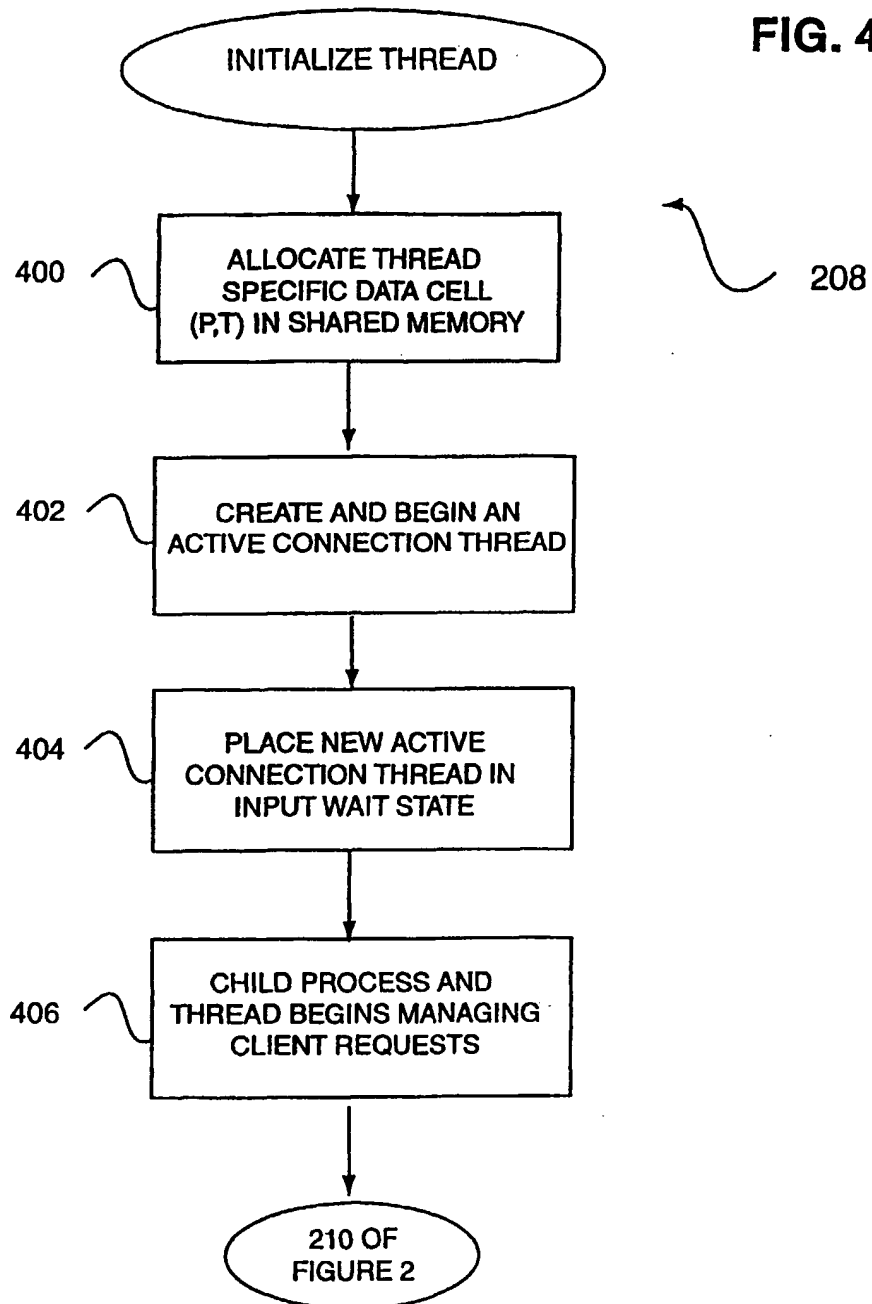 FIG. 4
INITIALIZE THREAD
208
400
ALLOCATE THREAD
SPECIFIC DATA CELL
(P,T) IN SHARED MEMORY
402
CREATE AND BEGIN AN
ACTIVE CONNECTION THREAD
404
PLACE NEW ACTIVE
CONNECTION THREAD IN
INPUT WAIT STATE
406
CHILD PROCESS AND
THREAD BEGINS MANAGING
CLIENT REQUESTS
210 OF
FIGURE 2